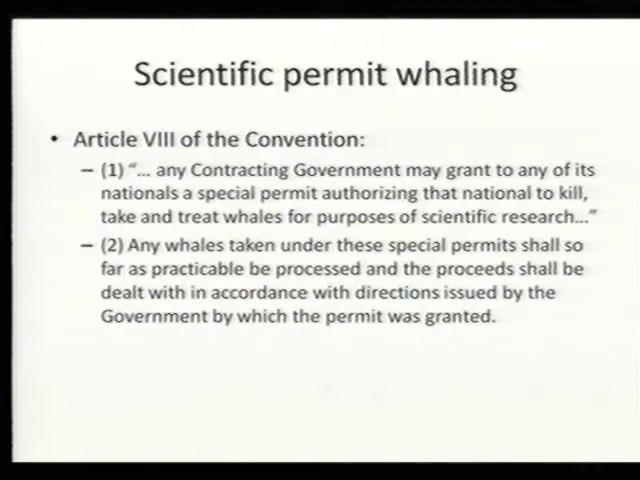 Scientific permit whaling
• Article VIII of the Convention:
– (1) “... any Contracting Government may grant to any of its
nationals a special permit authorizing that national to kill,
take and treat whales for purposes of scientific research...”
– (2) Any whales taken under these special permits shall so
far as practicable be processed and the proceeds shall be
dealt with in accordance with directions issued by the
Government by which the permit was granted.